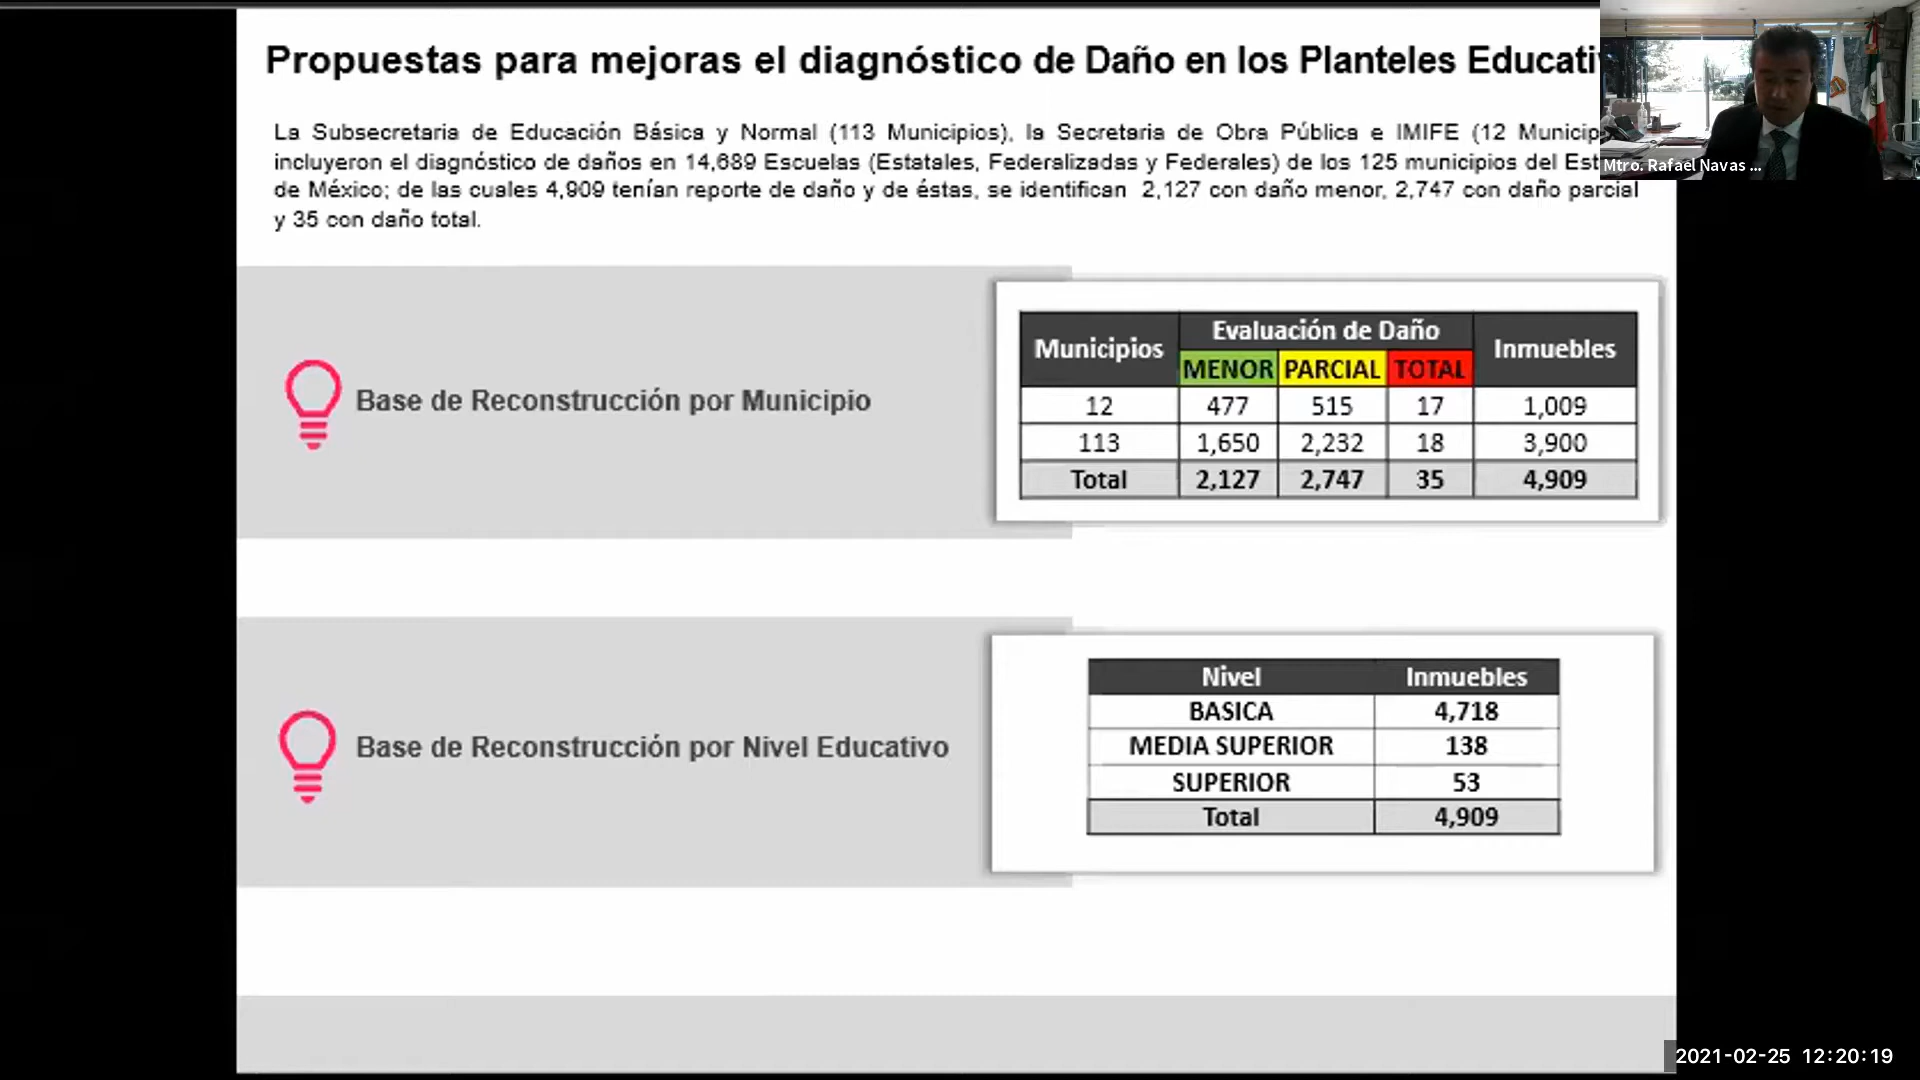 Propuestas para mejoras el diagnóstico de Daño en los Planteles
La Subsecretaria de Educación Básica y Normal (113 Municipios), la Secretaria de Obra Pública e IMIFE (12
incluyeron el diagnóstico de daños en 14,689 Escuelas (Estatales, Federalizadas y Federales) de los 125 municipios del
de México; de las cuales 4,909 tenían reporte de daño y de éstas, se identifican 2,127 con daño menor, 2,747 con daño parcial
y 35 con daño total.
Mtro. Rafael Navas ...
Base de Reconstrucción por Municipio
Municipios Evaluación de Daño Inmuebles
MENOR PARCIAL TOTAL
12 477 515 17 1,009
113 1,650 2,232 18 3,900
Total 2,127 2,747 35 4,909
Base de Reconstrucción por Nivel Educativo
Nivel Inmuebles
BASICA 4,718
MEDIA SUPERIOR 138
SUPERIOR 53
Total 4,909
2021-02-25 12:20:19